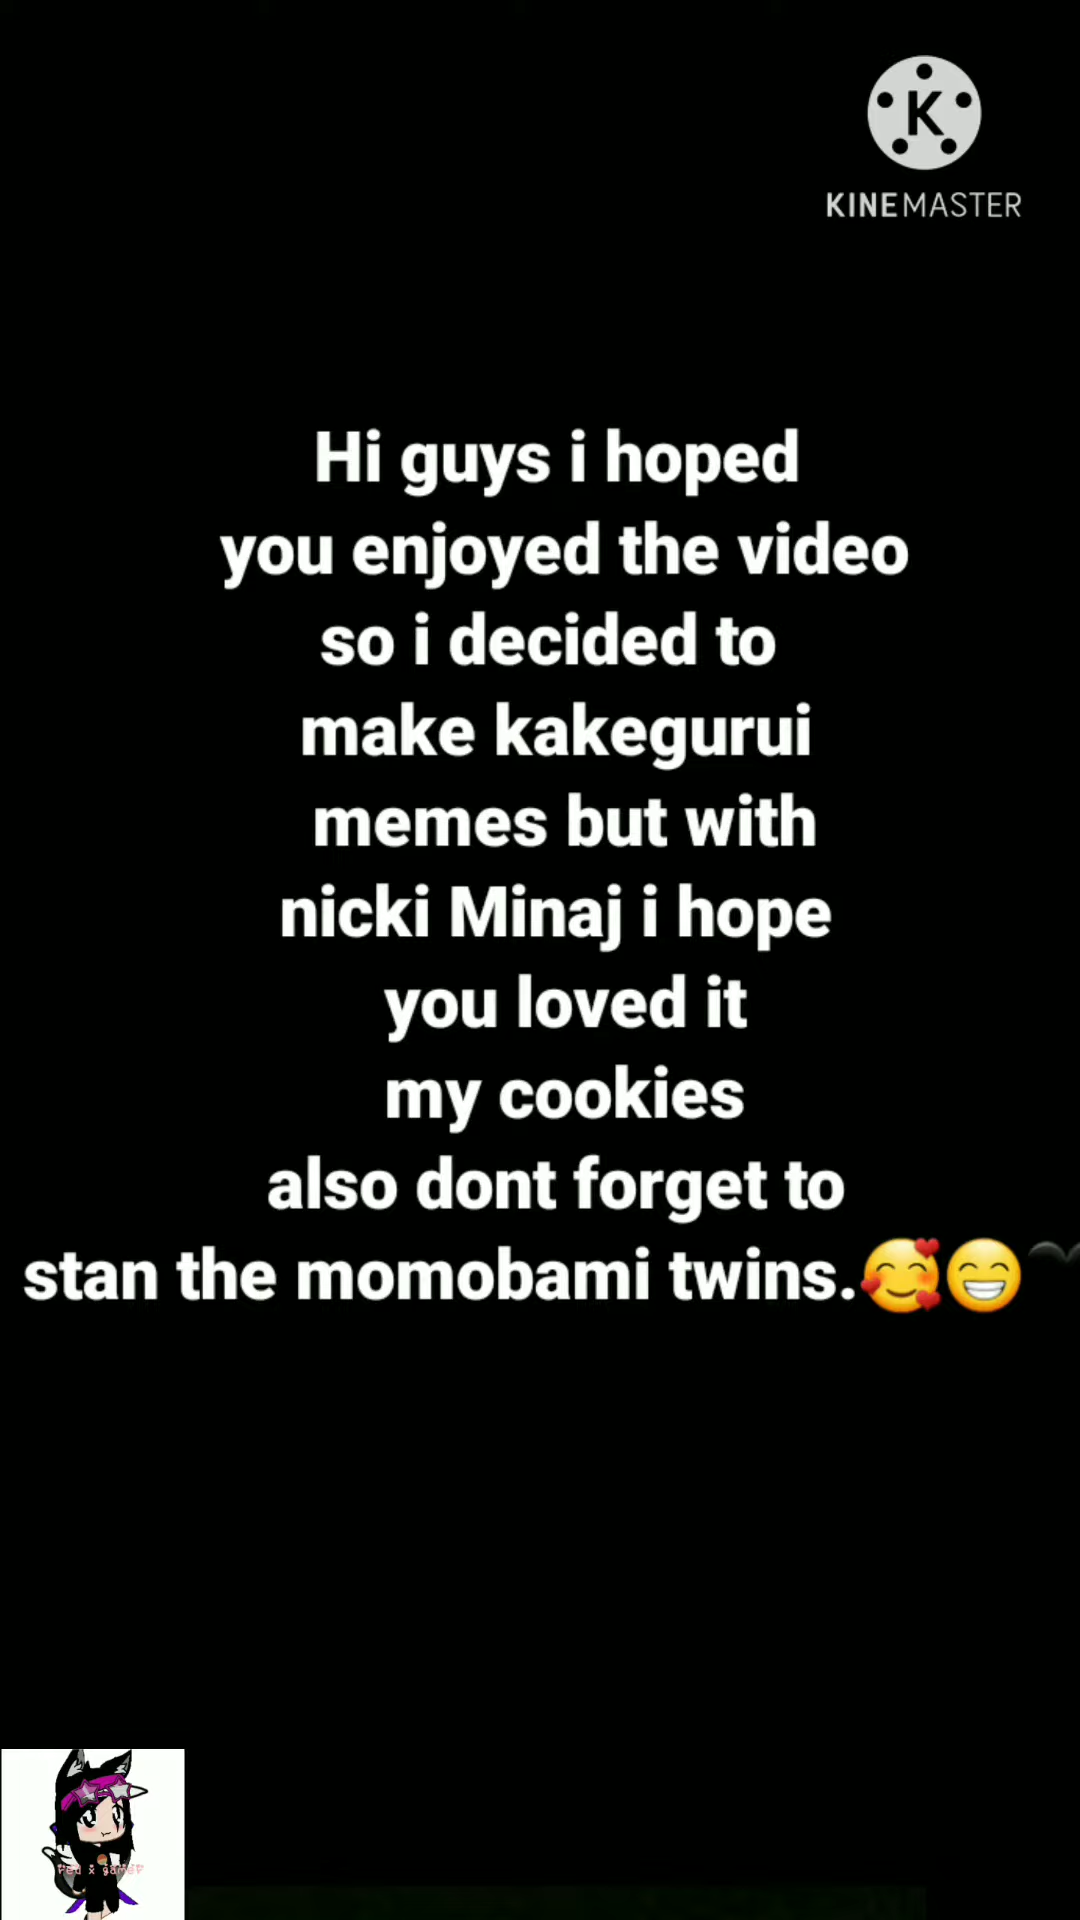 KINEMASTER
Hi guys i hoped
you enjoyed the video
so i decided to
make kakegurui
memes but with
nicki Minaj i hope
you loved it
my cookies
also dont forget to
stan the momobami twins.🥰😁🖤
x gamer